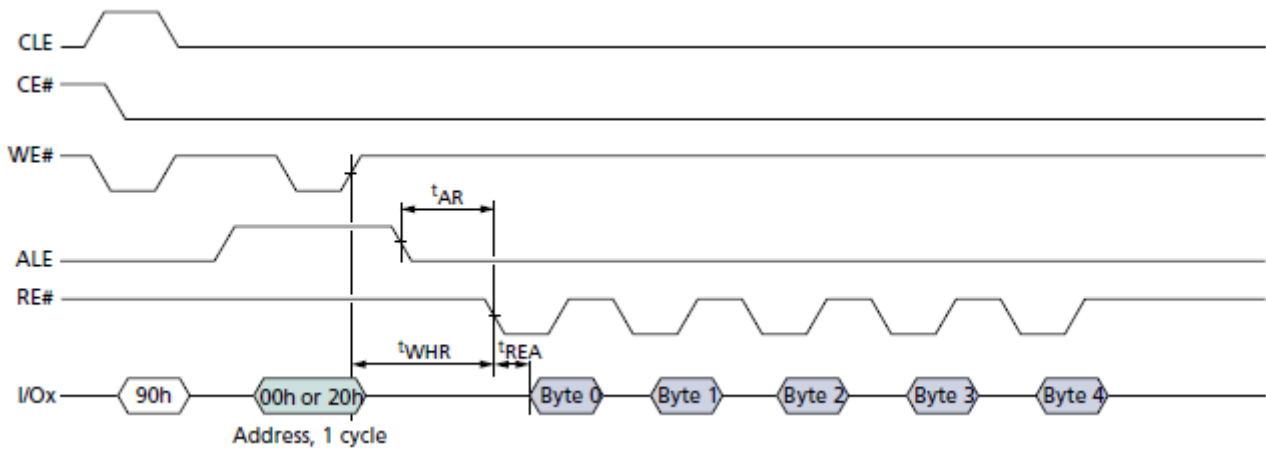 CLE
CE#
WE#
tAR
ALE
RE#
tWHR tREA
I/Ox 90h 00h or 20h Byte 0 Byte 1 Byte 2 Byte 3 Byte 4
Address, 1 cycle